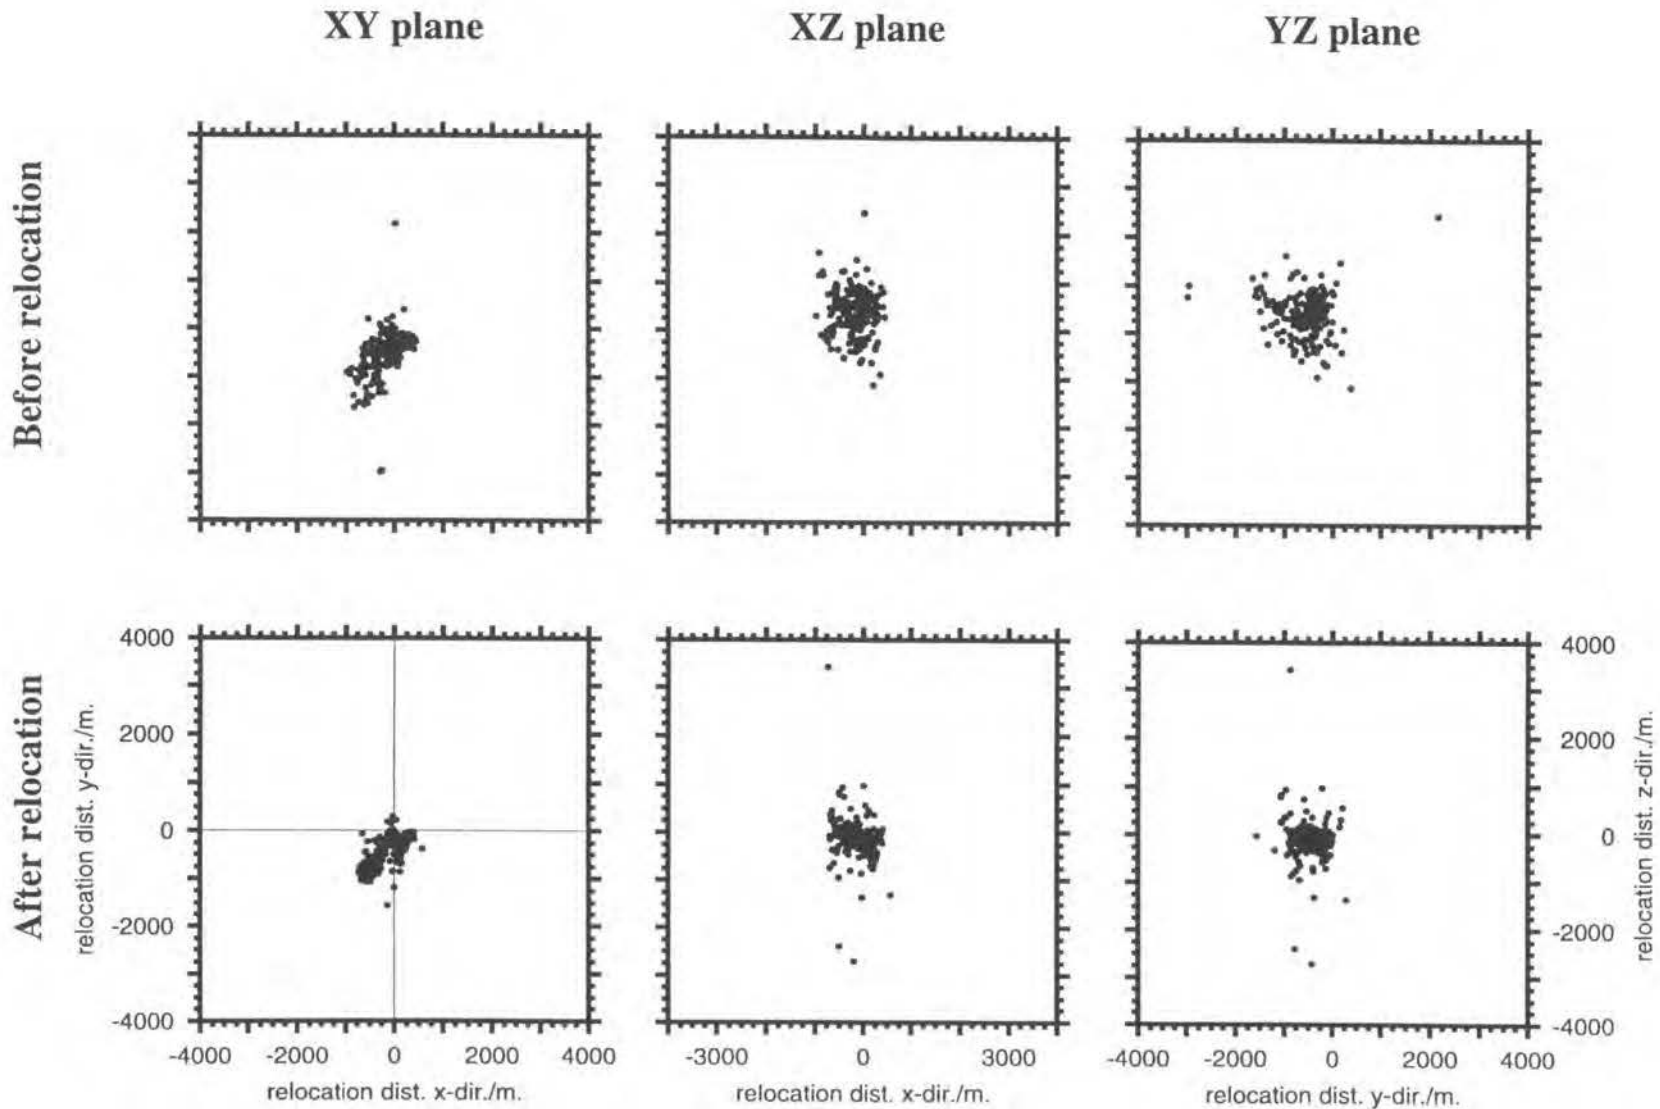 XY plane
XZ plane
YZ plane
Before relocation
After relocation
relocation dist. y-dir./m.
4000
2000
0
-2000
-4000
4000
2000
0
-2000
-4000
relocation dist. z-dir./m.
-4000 -2000 0 2000 4000
-3000 0 3000
-4000 -2000 0 2000 4000
relocation dist. x-dir./m.
relocation dist. x-dir./m.
relocation dist. y-dir./m.